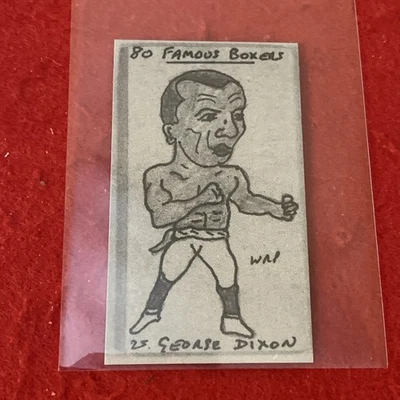 80 FAMOUS BOXERS
WRP
25. GEORGE DIXON